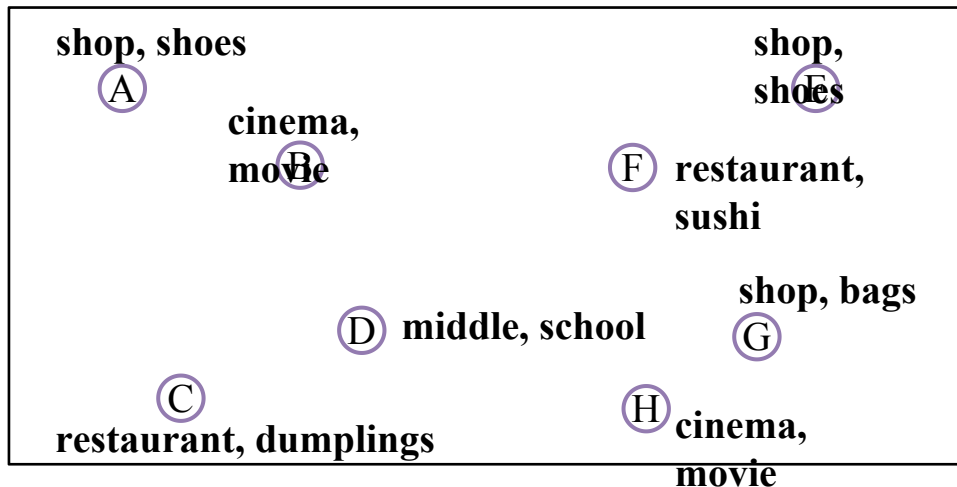 shop, shoes
A
cinema,
movie
B
shop,
shoes
E
F
restaurant,
sushi
D
middle, school
shop, bags
G
C
restaurant, dumplings
H
cinema,
movie